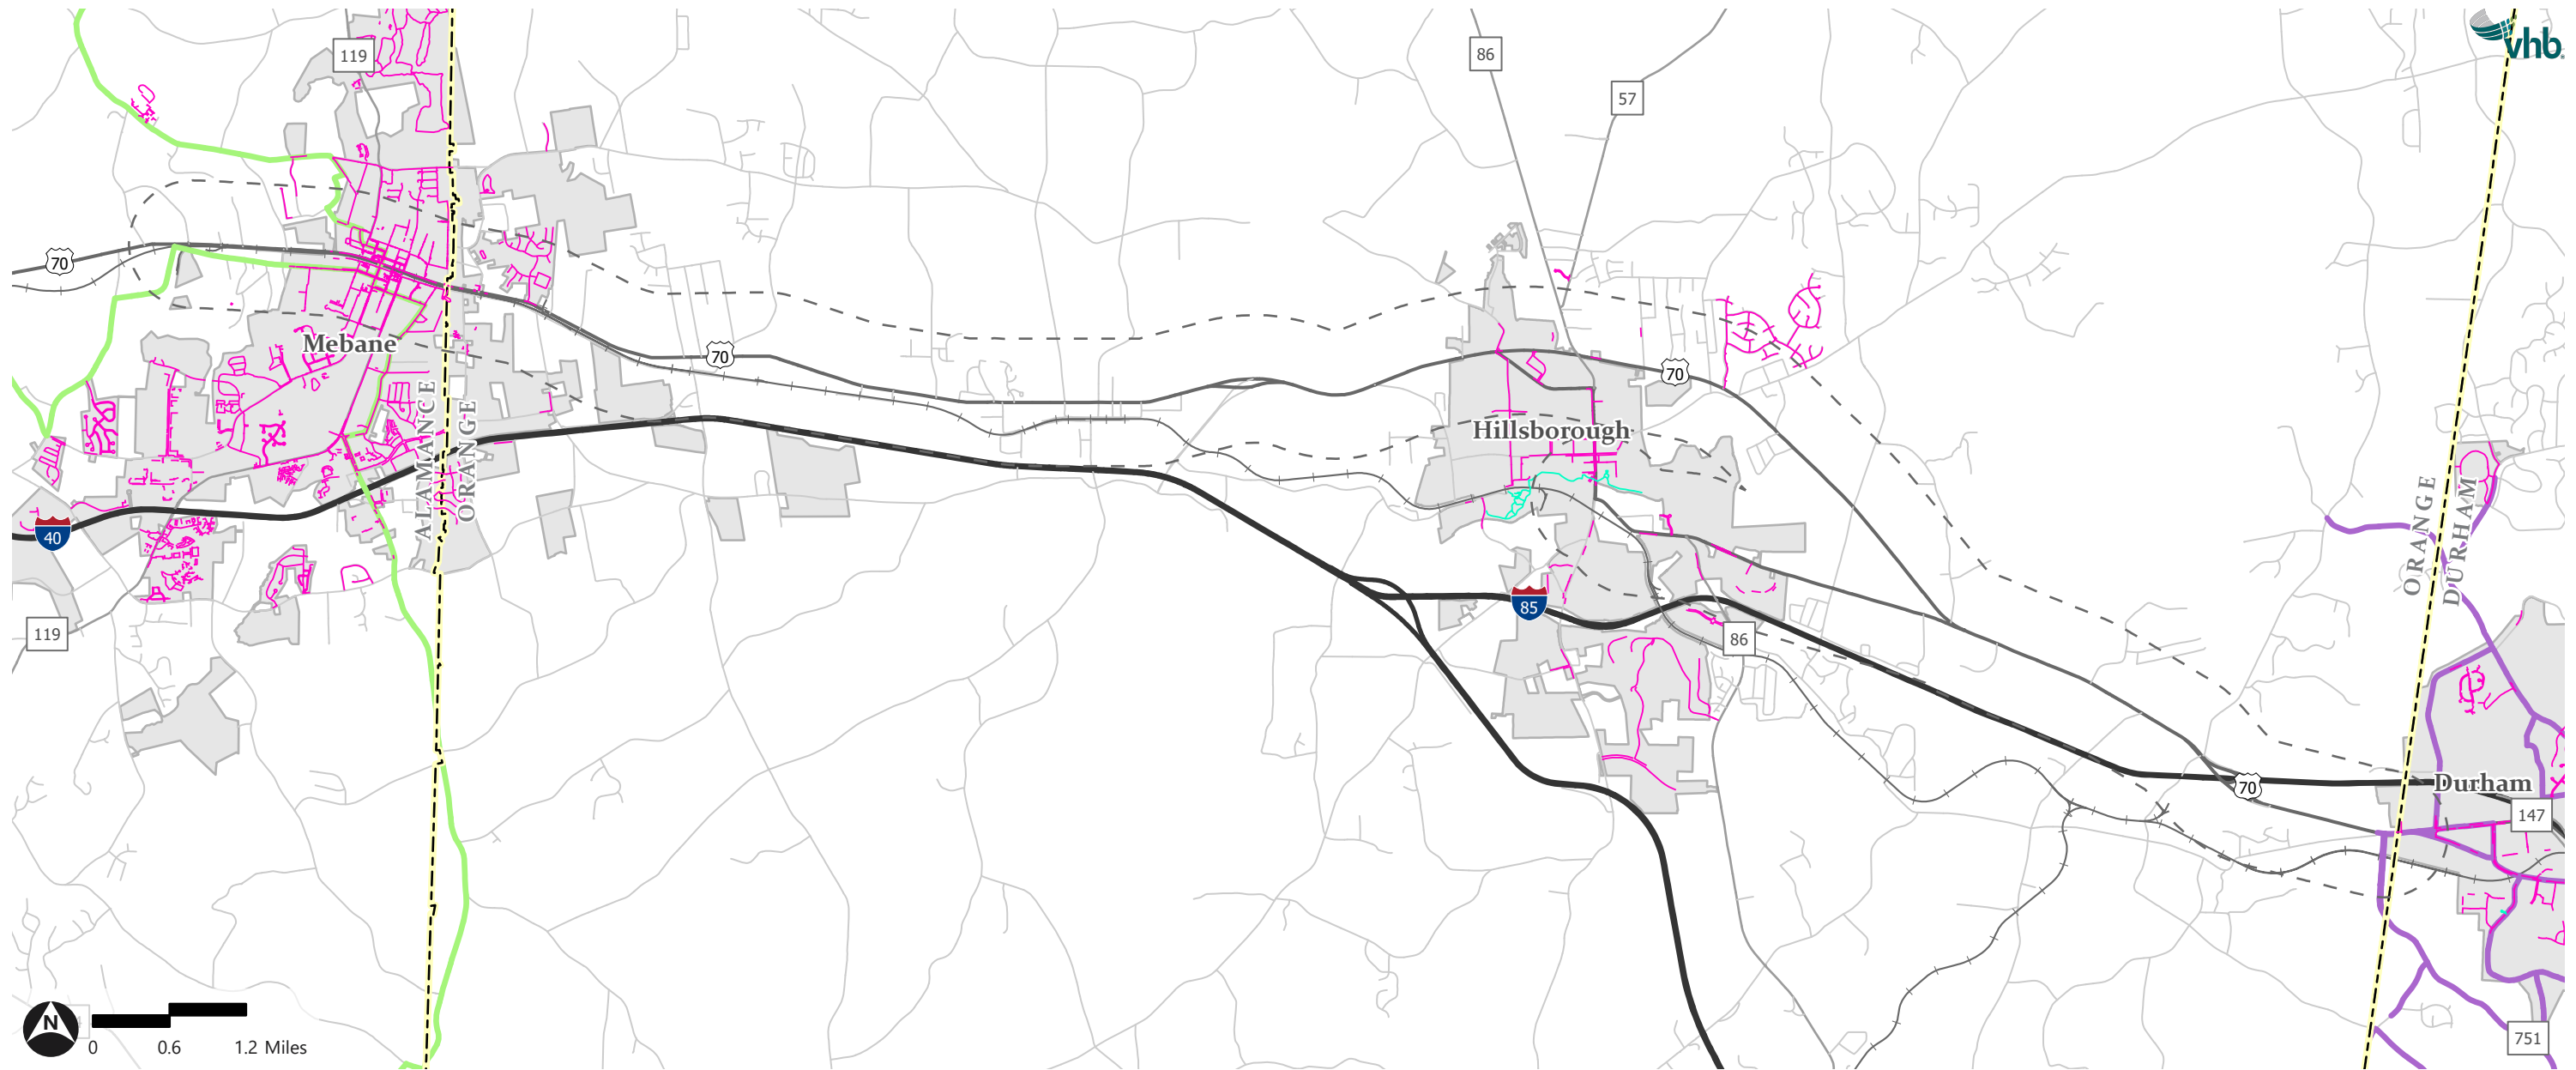 119
86
vhb
57
70
70
Mebane
70
ALAMANCE
ORANGE
Hillsborough
ORANGE
DURHAM
40
85
119
86
70
Durham
147
N
0 0.6 1.2 Miles
751